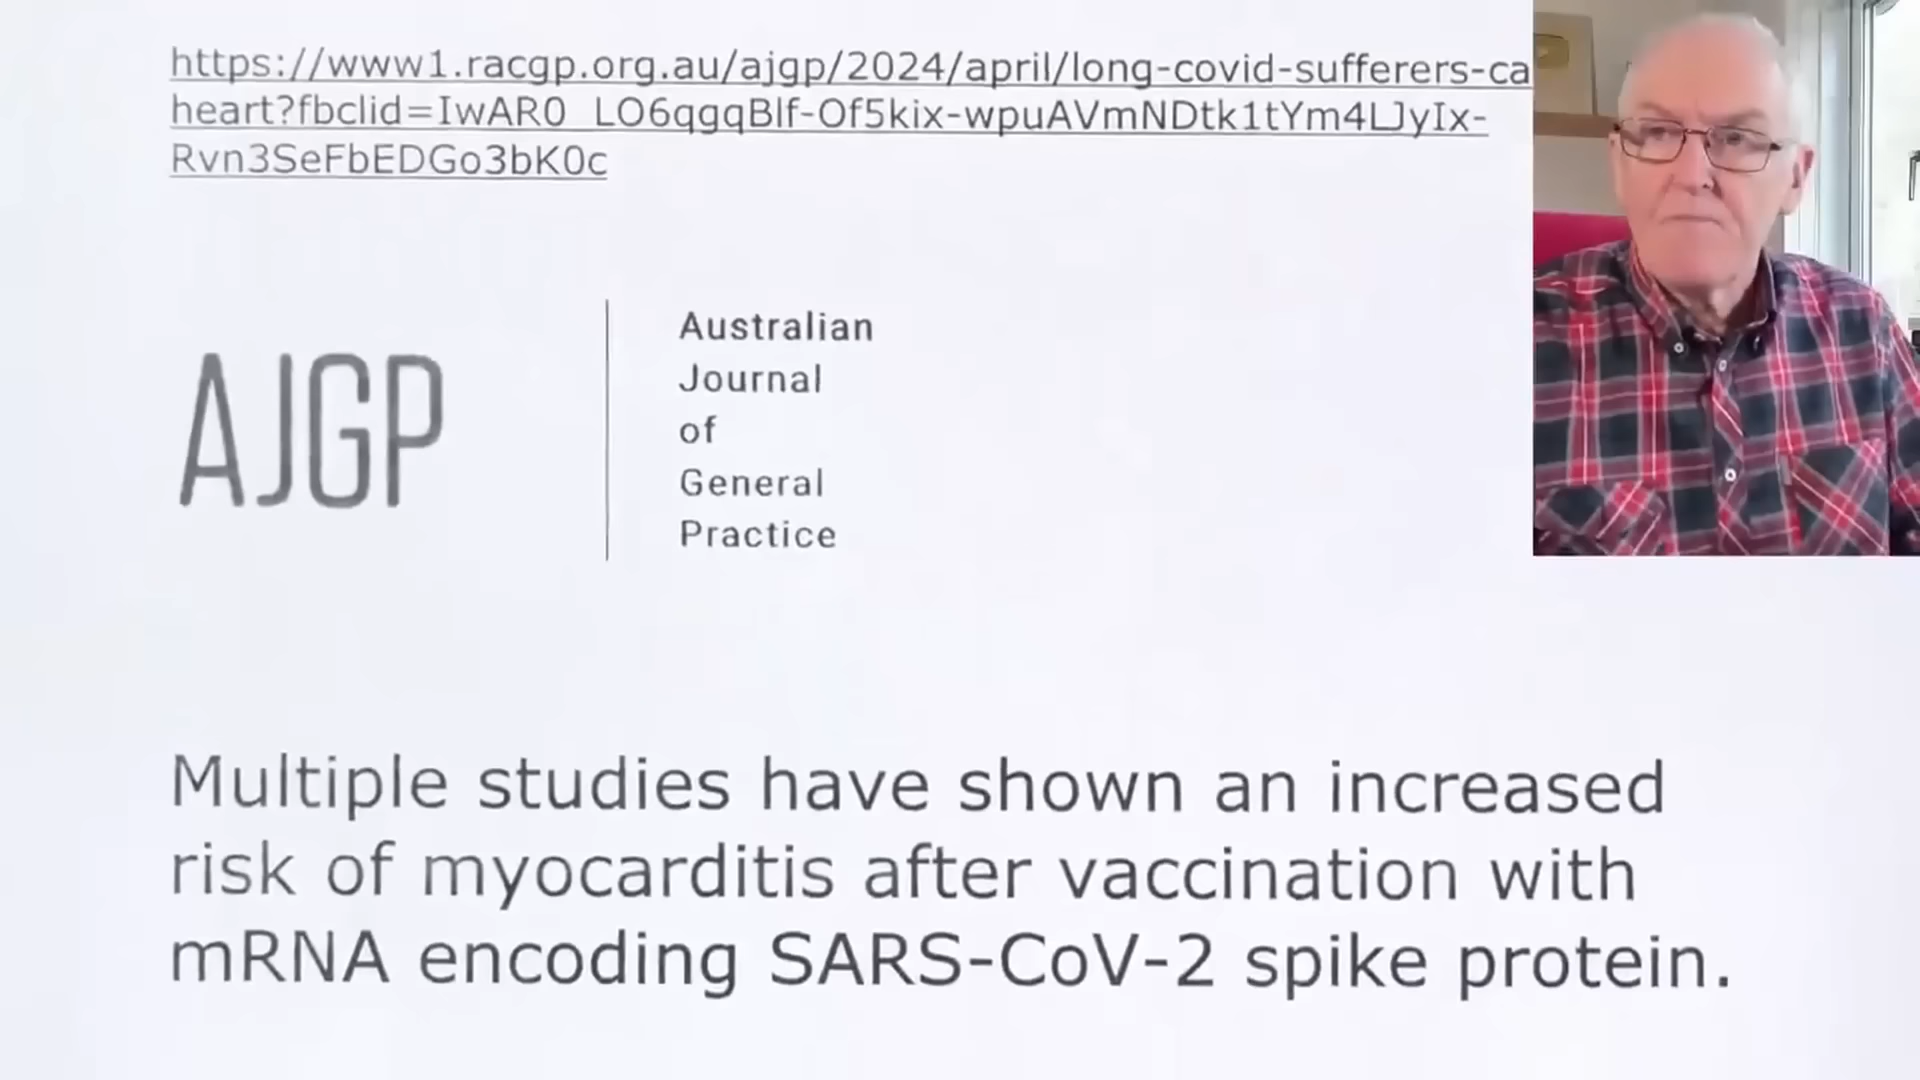 https://www1.racgp.org.au/ajgp/2024/april/long-covid-sufferers-ca
heart?fbclid=IwAR0_LO6qgqBlf-Of5kix-wpuAVmNDtk1tYm4LJyIx-
Rvn3SeFbEDGo3bK0c
AJGP
Australian
Journal
of
General
Practice
Multiple studies have shown an increased
risk of myocarditis after vaccination with
mRNA encoding SARS-CoV-2 spike protein.